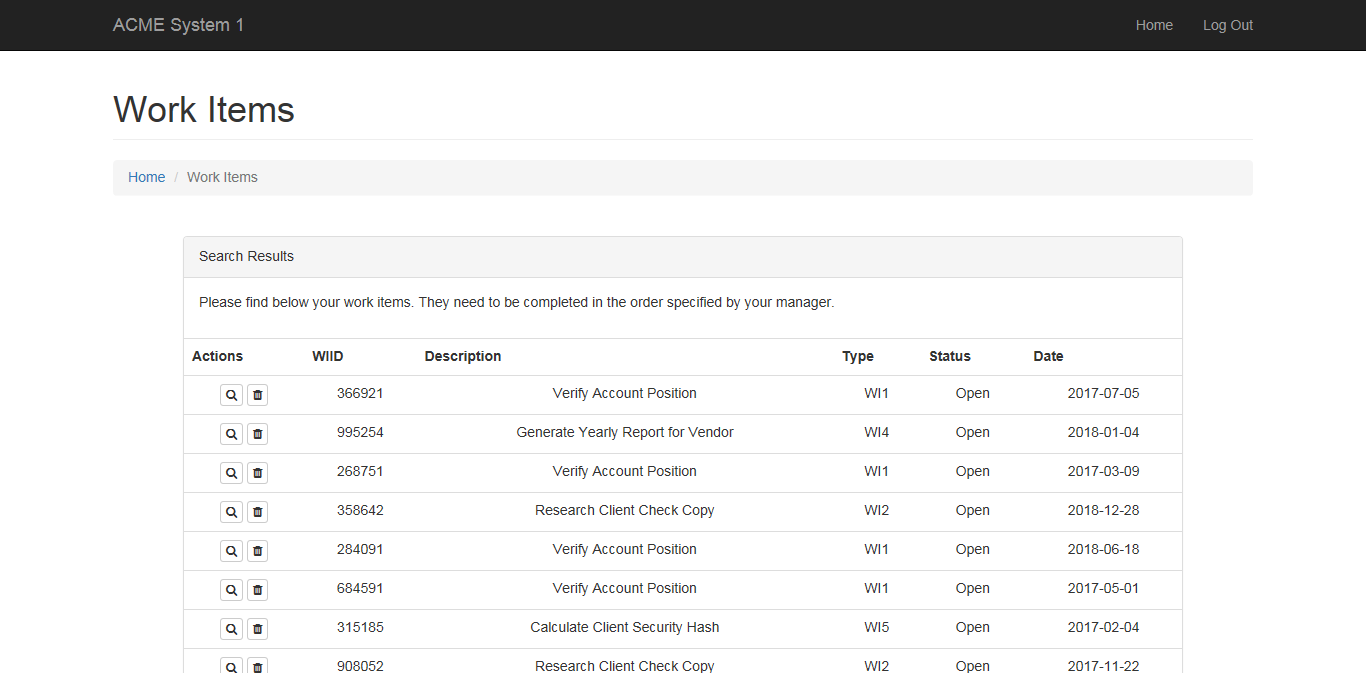 ACME System 1 Home Log Out
Work Items
Home / Work Items
Search Results
Please find below your work items. They need to be completed in the order specified by your manager.
Actions WIID Description Type Status Date
366921 Verify Account Position WI1 Open 2017-07-05
995254 Generate Yearly Report for Vendor WI4 Open 2018-01-04
268751 Verify Account Position WI1 Open 2017-03-09
358642 Research Client Check Copy WI2 Open 2018-12-28
284091 Verify Account Position WI1 Open 2018-06-18
684591 Verify Account Position WI1 Open 2017-05-01
315185 Calculate Client Security Hash WI5 Open 2017-02-04
908052 Research Client Check Copy WI2 Open 2017-11-22